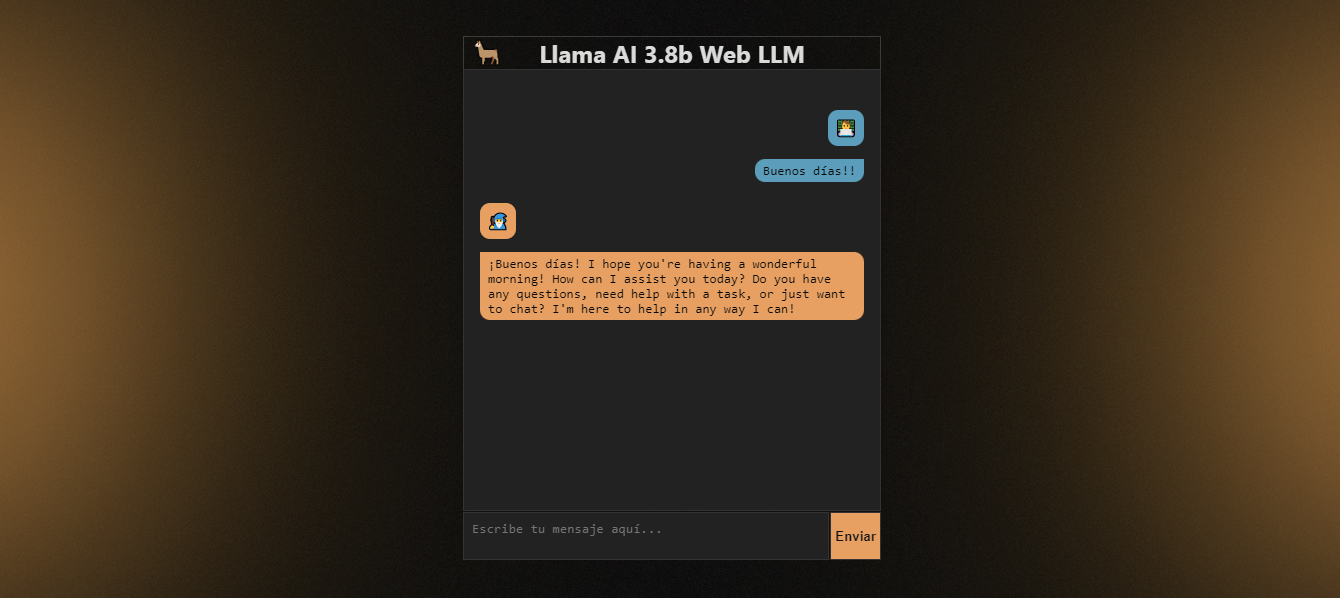 Llama AI 3.8b Web LLM
Buenos días!!
¡Buenos días! I hope you're having a wonderful
morning! How can I assist you today? Do you have
any questions, need help with a task, or just want
to chat? I'm here to help in any way I can!
Escribe tu mensaje aquí...
Enviar